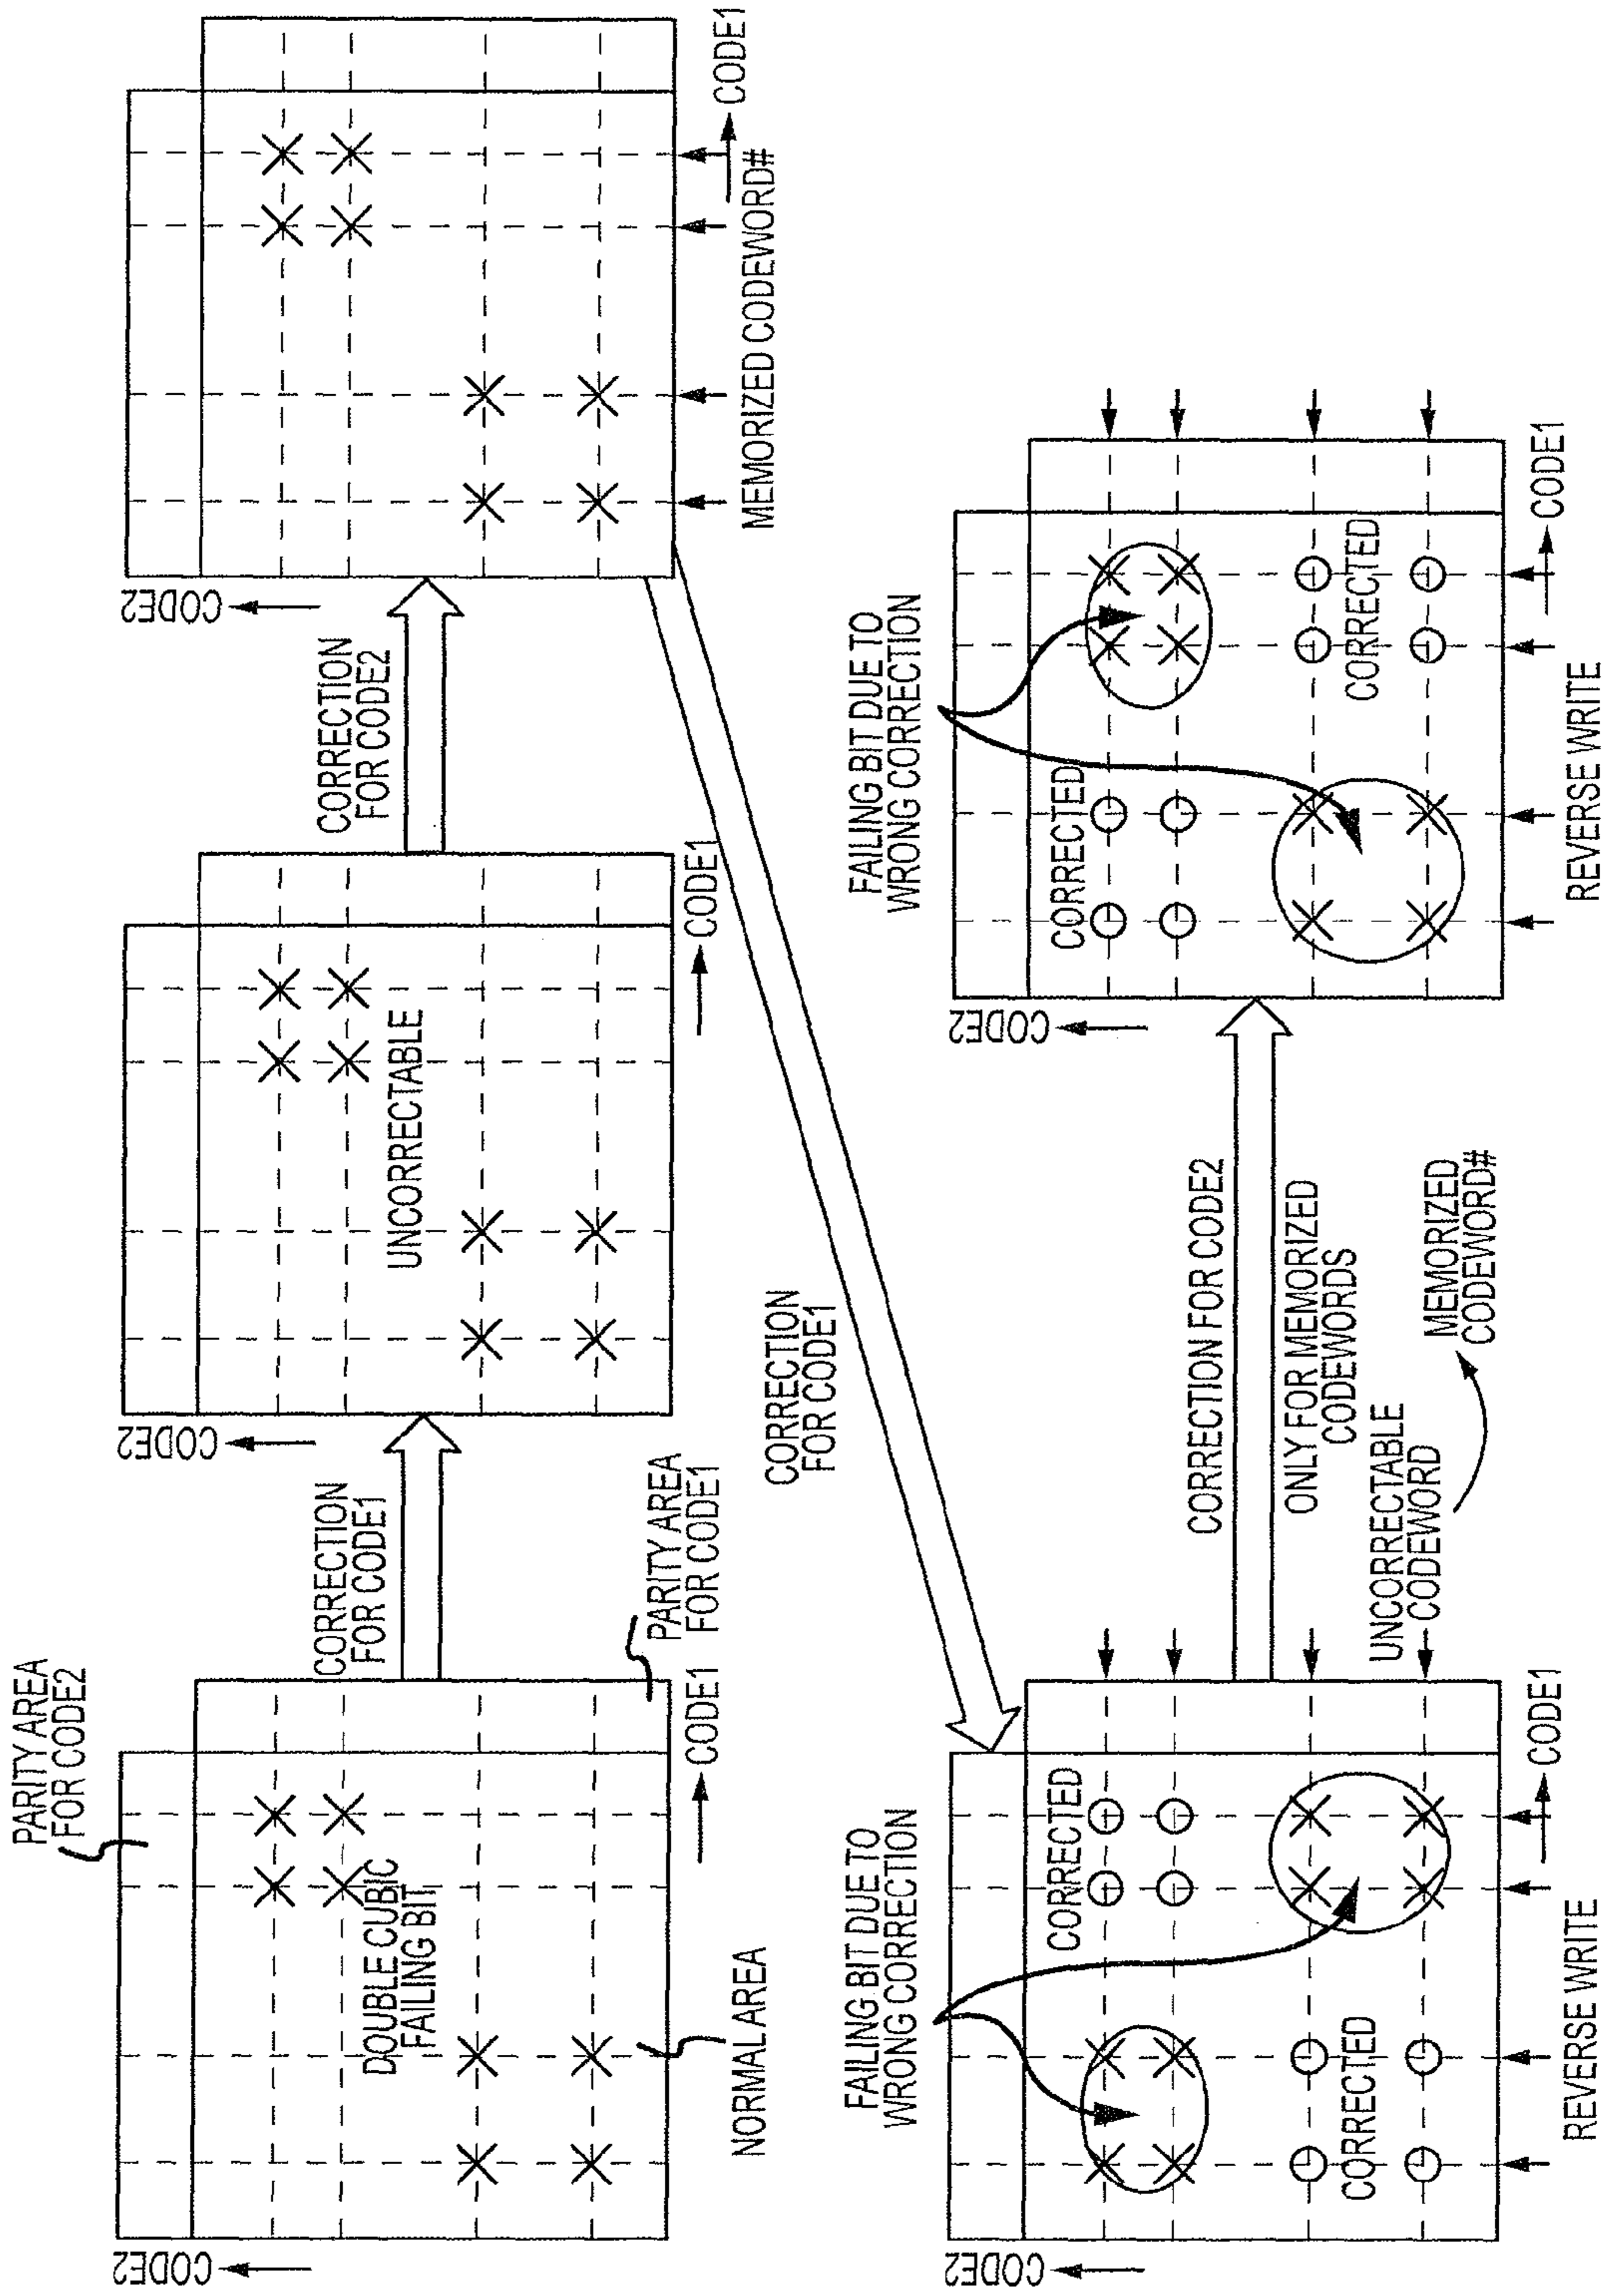 PARITY AREA
FOR CODE2
CODE2
DOUBLE CUBIC
FAILING BIT
NORMAL AREA
CODE1
PARITY AREA
FOR CODE1
CORRECTION
FOR CODE1
CODE2
UNCORRECTABLE
CODE1
CORRECTION
FOR CODE2
CODE2
CODE1
MEMORIZED CODEWORD#
CORRECTION
FOR CODE1
FAILING BIT DUE TO
WRONG CORRECTION
CODE2
CORRECTED
CORRECTED
CODE1
REVERSE WRITE
CORRECTION FOR CODE2
ONLY FOR MEMORIZED
CODEWORDS
UNCORRECTABLE
CODEWORD
MEMORIZED
CODEWORD#
FAILING BIT DUE TO
WRONG CORRECTION
CODE2
CORRECTED
CORRECTED
CODE1
REVERSE WRITE